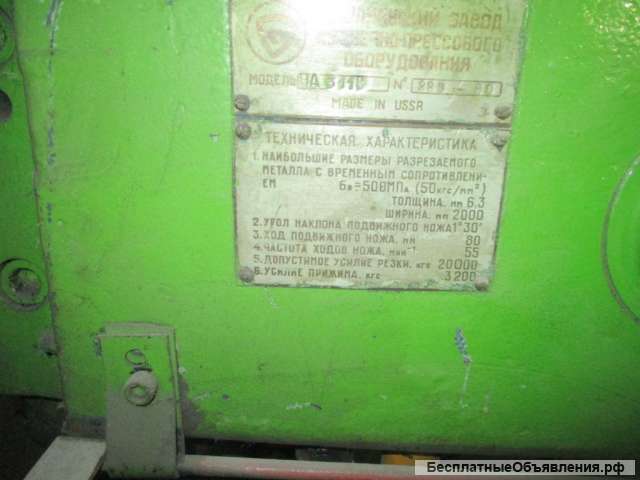 ЗАВОД
ПРЕССОВОГО
ОБОРУДОВАНИЯ
МОДЕЛЬ №
MADE IN USSR
ТЕХНИЧЕСКАЯ ХАРАКТЕРИСТИКА
1. НАИБОЛЬШИЕ РАЗМЕРЫ РАЗРЕЗАЕМОГО
МЕТАЛЛА С ВРЕМЕННЫМ СОПРОТИВЛЕНИ-
ЕМ бв=500МПа (50кгс/мм²)
ТОЛЩИНА. мм 6.3
ШИРИНА. мм 2000
2. УГОЛ НАКЛОНА ПОДВИЖНОГО НОЖА 1°30'
3. ХОД ПОДВИЖНОГО НОЖА. мм 80
4. ЧАСТОТА ХОДОВ НОЖА. мин⁻¹ 55
5. ДОПУСТИМОЕ УСИЛИЕ РЕЗКИ. кгс 20000
6. УСИЛИЕ ПРИЖИМА. кгс 3200
БесплатныеОбъявления.рф